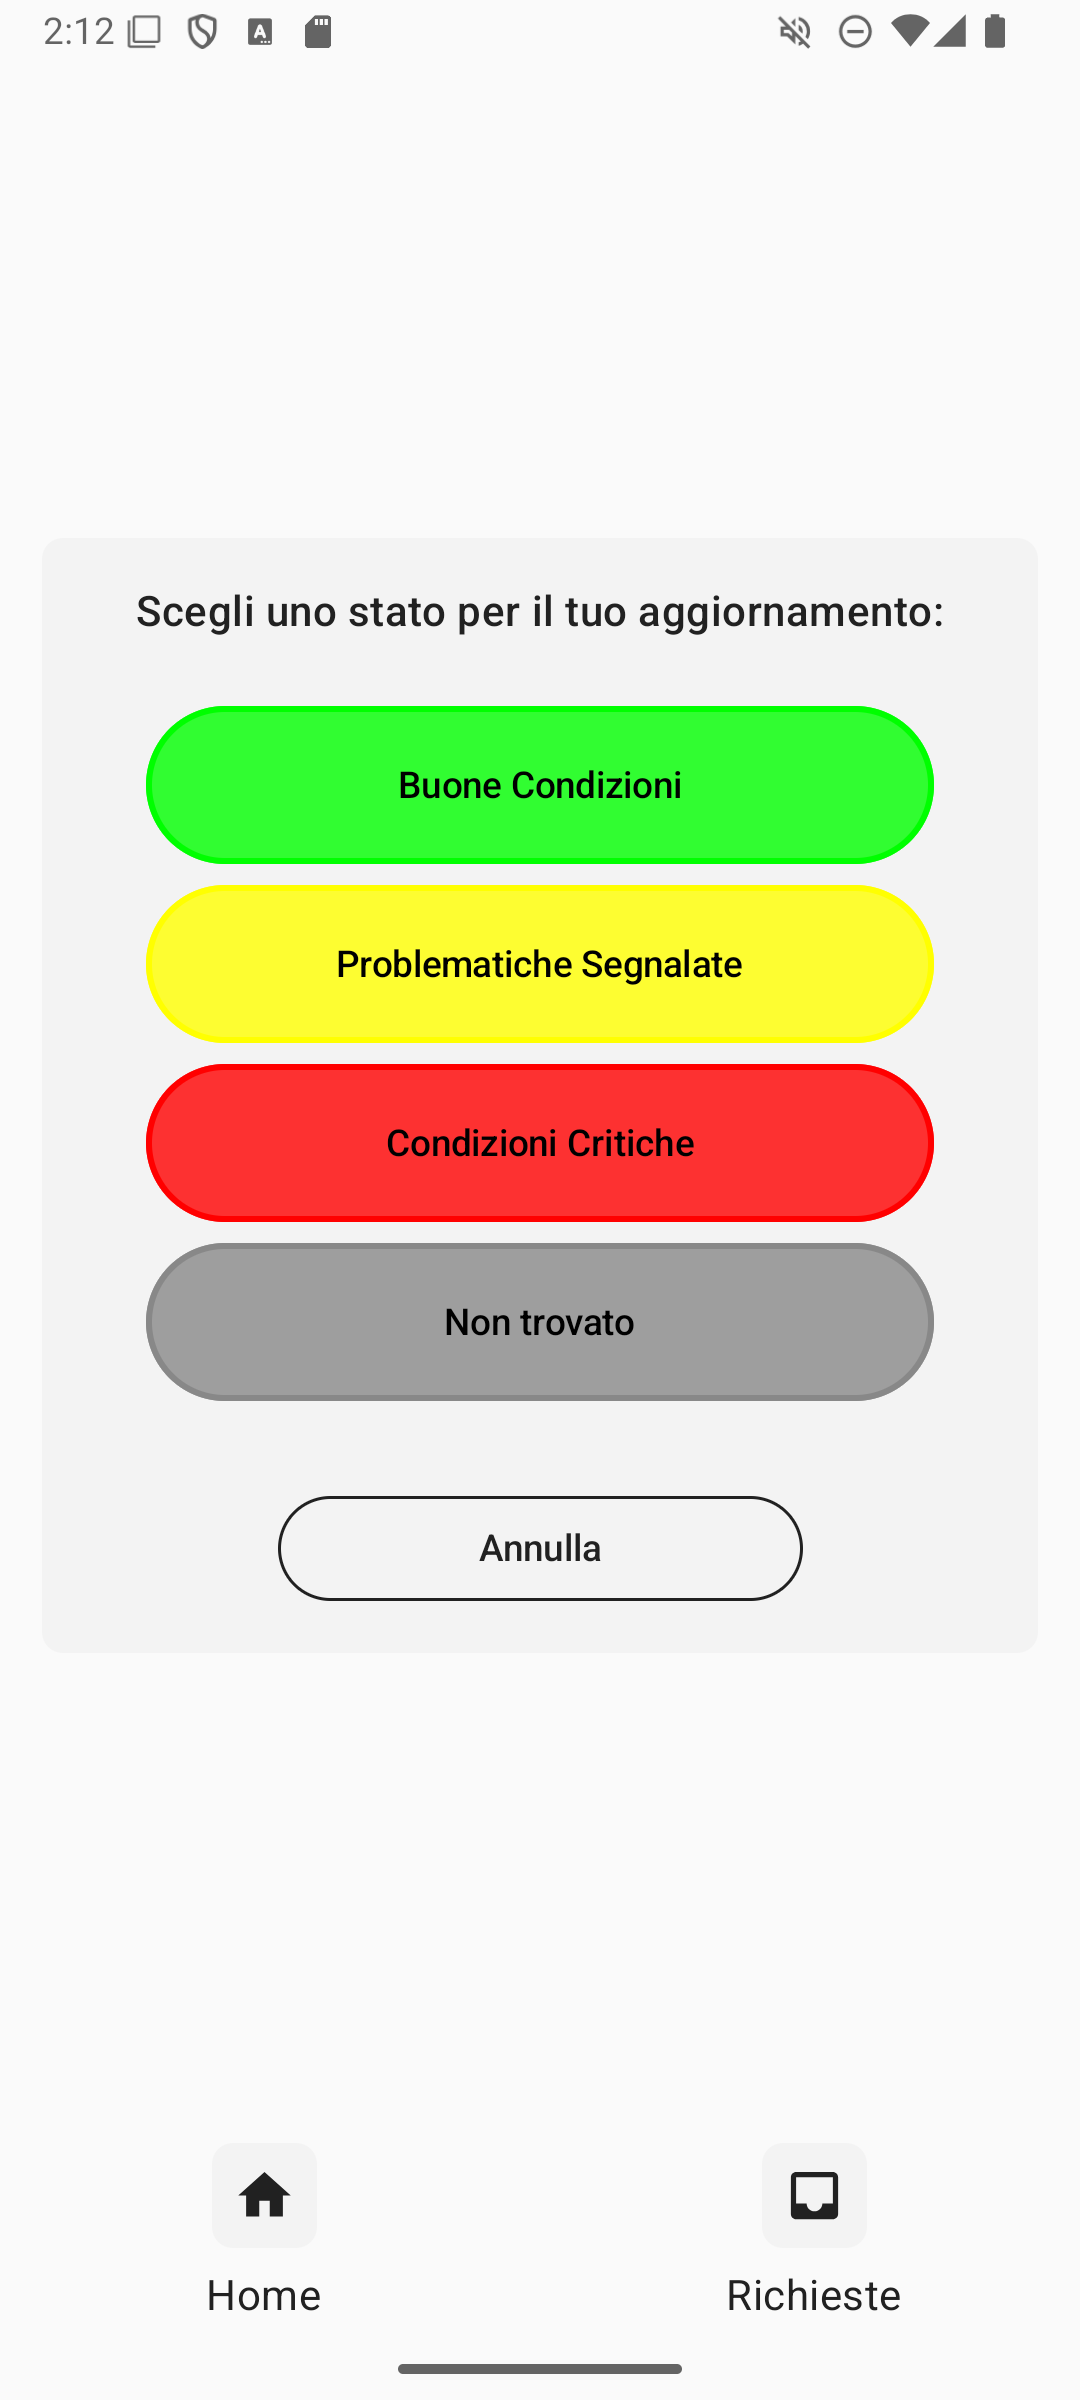 2:12
Scegli uno stato per il tuo aggiornamento:
Buone Condizioni
Problematiche Segnalate
Condizioni Critiche
Non trovato
Annulla
Home
Richieste